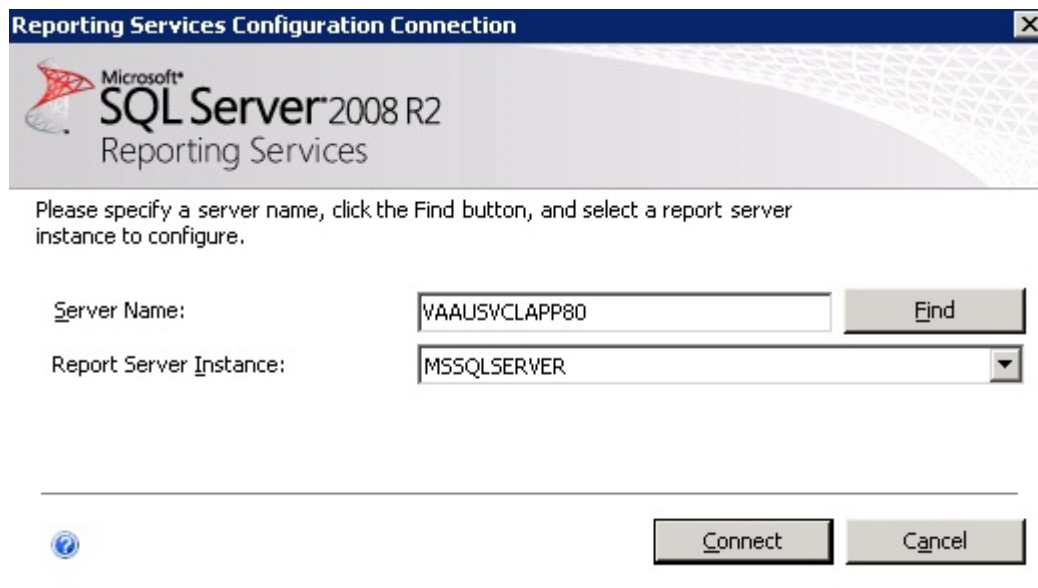 Reporting Services Configuration Connection
Microsoft®
SQL Server® 2008 R2
Reporting Services
Please specify a server name, click the Find button, and select a report server
instance to configure.
Server Name:
VAAUSVCLAPP80
Find
Report Server Instance:
MSSQLSERVER
Connect
Cancel